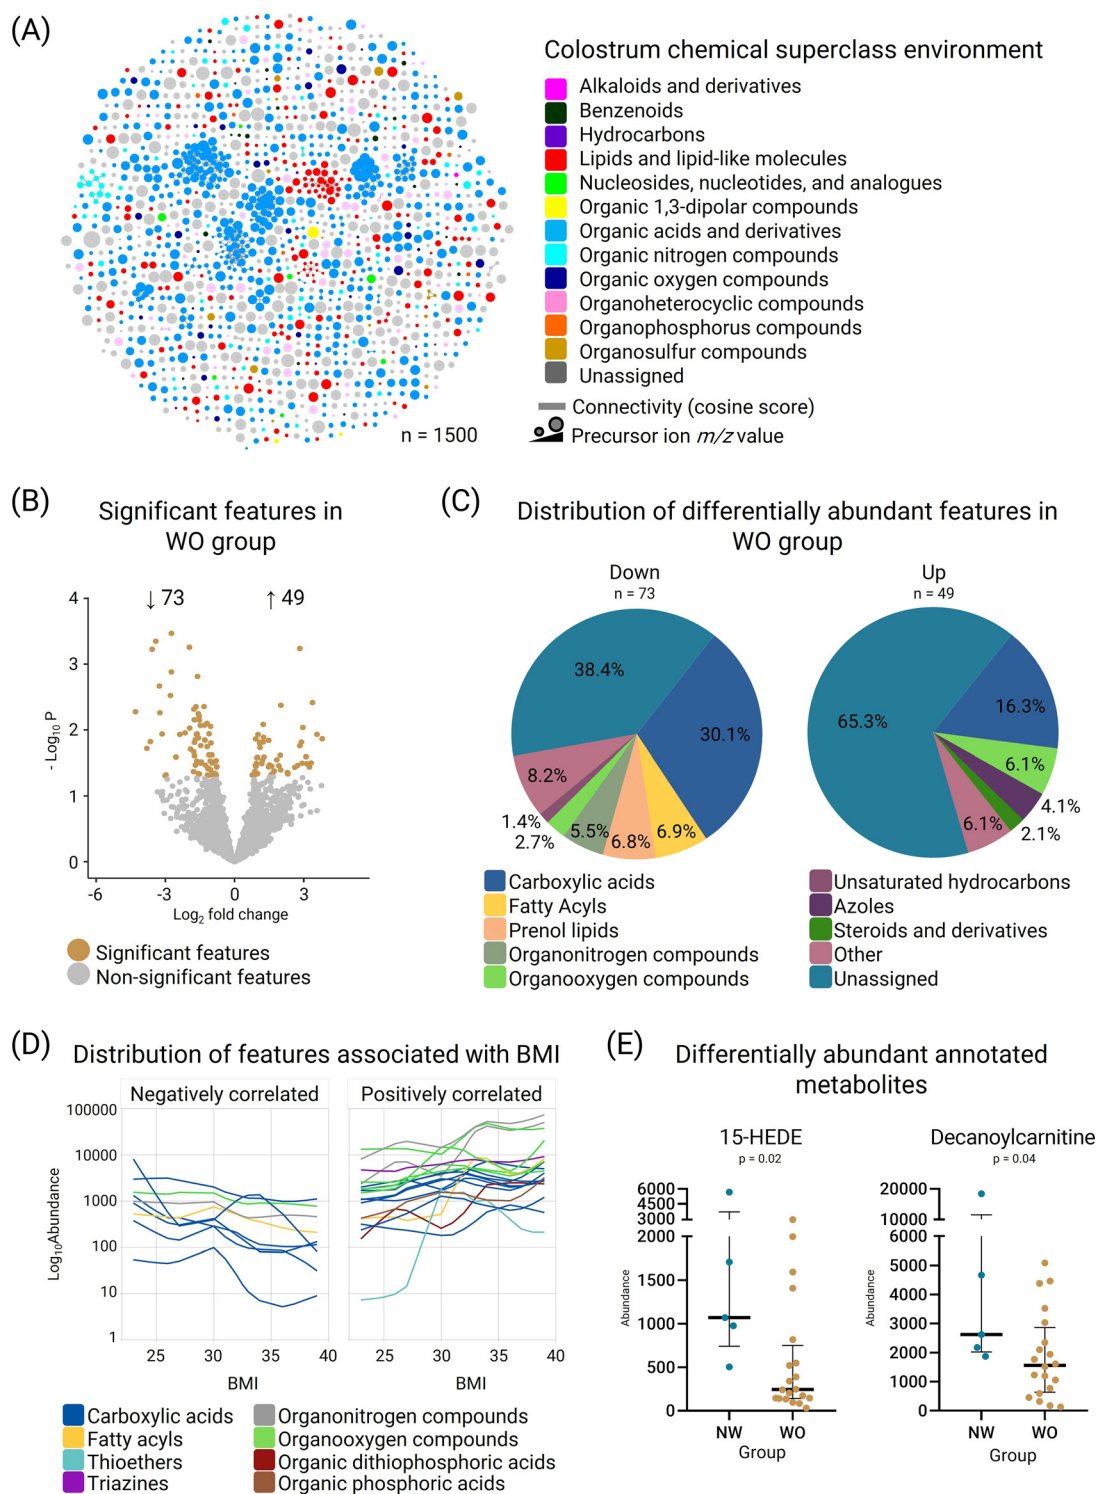 (A)
Colostrum chemical superclass environment
Alkaloids and derivatives
Benzenoids
Hydrocarbons
Lipids and lipid-like molecules
Nucleosides, nucleotides, and analogues
Organic 1,3-dipolar compounds
Organic acids and derivatives
Organic nitrogen compounds
Organic oxygen compounds
Organoheterocyclic compounds
Organophosphorus compounds
Organosulfur compounds
Unassigned
Connectivity (cosine score)
Precursor ion m/z value
n = 1500
(B)
Significant features in
WO group
↓ 73
↑ 49
4
3
2
1
0
- Log10 P
-6
-3
0
3
Log2 fold change
Significant features
Non-significant features
(C)
Distribution of differentially abundant features in
WO group
Down
n = 73
38.4%
30.1%
8.2%
1.4%
2.7%
5.5%
6.8%
6.9%
Up
n = 49
65.3%
16.3%
6.1%
4.1%
2.1%
6.1%
Carboxylic acids
Fatty Acyls
Prenol lipids
Organonitrogen compounds
Organooxygen compounds
Unsaturated hydrocarbons
Azoles
Steroids and derivatives
Other
Unassigned
(D)
Distribution of features associated with BMI
Negatively correlated
Positively correlated
100000
10000
1000
100
10
1
Log10Abundance
25
30
35
40
25
30
35
40
BMI
BMI
Carboxylic acids
Fatty acyls
Thioethers
Triazines
Organonitrogen compounds
Organooxygen compounds
Organic dithiophosphoric acids
Organic phosphoric acids
(E)
Differentially abundant annotated
metabolites
15-HEDE
p = 0.02
6000
4500
3000
2000
1500
1000
500
0
Abundance
NW
WO
Group
Decanoylcarnitine
p = 0.04
20000
10000
6000
5000
4000
3000
2000
1000
0
Abundance
NW
WO
Group